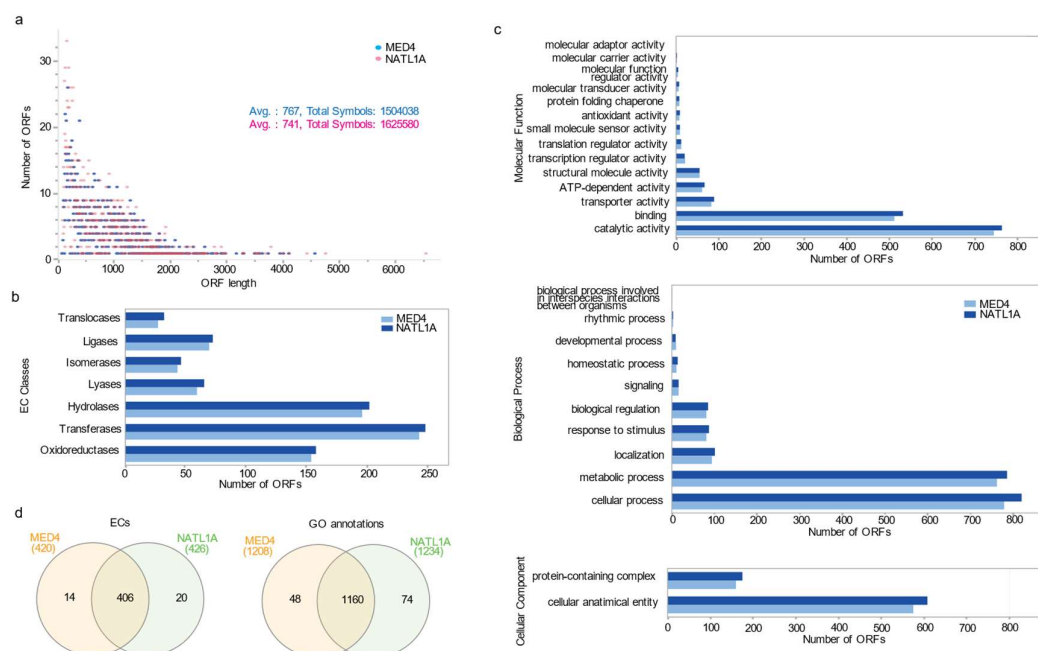 a
MED4
NATL1A
Avg. : 767, Total Symbols: 1504038
Avg. : 741, Total Symbols: 1625580
Number of ORFs
30
20
10
0
0
1000
2000
3000
4000
5000
6000
ORF length
b
EC Classes
Translocases
Ligases
Isomerases
Lyases
Hydrolases
Transferases
Oxidoreductases
MED4
NATL1A
0
50
100
150
200
250
Number of ORFs
d
ECs
MED4
(420)
NATL1A
(426)
14
406
20
GO annotations
MED4
(1208)
NATL1A
(1234)
48
1160
74
c
Molecular Function
molecular adaptor activity
molecular carrier activity
molecular function
regulator activity
molecular transducer activity
protein folding chaperone
antioxidant activity
small molecule sensor activity
translation regulator activity
transcription regulator activity
structural molecule activity
ATP-dependent activity
transporter activity
binding
catalytic activity
0
100
200
300
400
500
600
700
800
Number of ORFs
Biological Process
biological process involved
in interspecies interactions
between organisms
rhythmic process
developmental process
homeostatic process
signaling
biological regulation
response to stimulus
localization
metabolic process
cellular process
MED4
NATL1A
0
100
200
300
400
500
600
700
800
Number of ORFs
Cellular Component
protein-containing complex
cellular anatimical entity
0
100
200
300
400
500
600
700
800
Number of ORFs